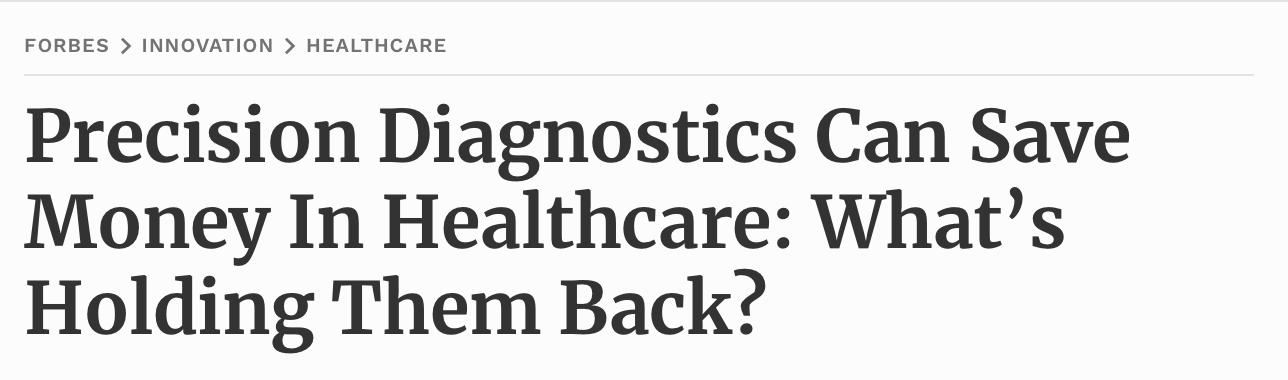 FORBES > INNOVATION > HEALTHCARE
Precision Diagnostics Can Save
Money In Healthcare: What’s
Holding Them Back?